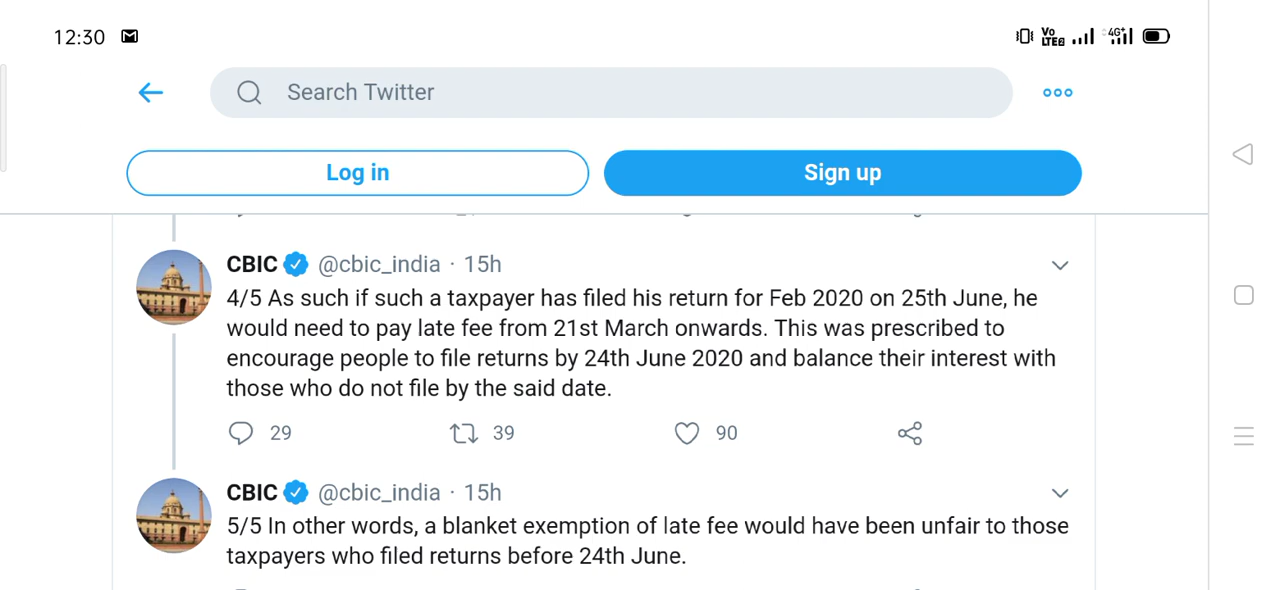 12:30
Vo
LTE2
4G+
Search Twitter
Log in
Sign up
CBIC @cbic_india · 15h
4/5 As such if such a taxpayer has filed his return for Feb 2020 on 25th June, he
would need to pay late fee from 21st March onwards. This was prescribed to
encourage people to file returns by 24th June 2020 and balance their interest with
those who do not file by the said date.
29 39 90
CBIC @cbic_india · 15h
5/5 In other words, a blanket exemption of late fee would have been unfair to those
taxpayers who filed returns before 24th June.